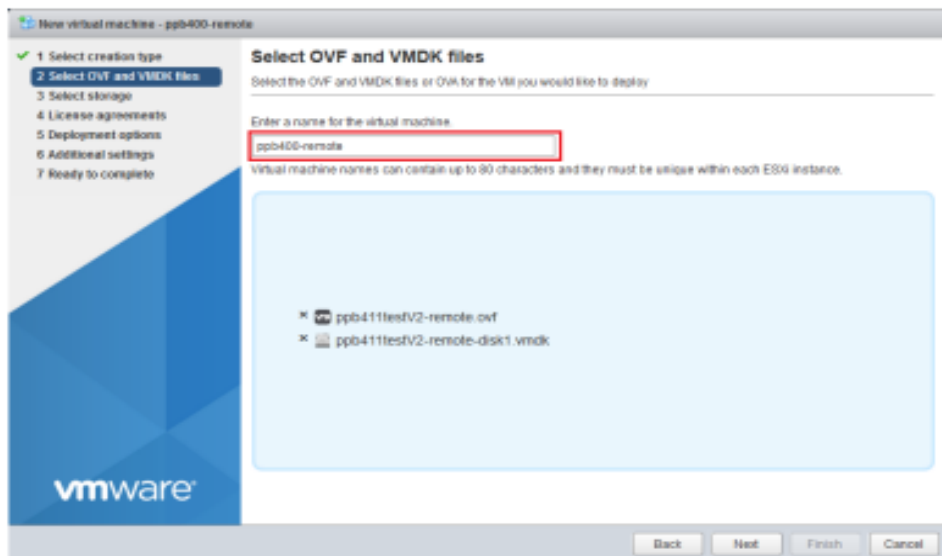 New virtual machine - ppb400-remote
1 Select creation type
2 Select OVF and VMDK files
3 Select storage
4 License agreements
5 Deployment options
6 Additional settings
7 Ready to complete
vmware
Select OVF and VMDK files
Select the OVF and VMDK files or OVA for the VM you would like to deploy
Enter a name for the virtual machine.
ppb400-remote
Virtual machine names can contain up to 80 characters and they must be unique within each ESXi instance.
ppb411testV2-remote.ovf
ppb411testV2-remote-disk1.vmdk
Back Next Finish Cancel